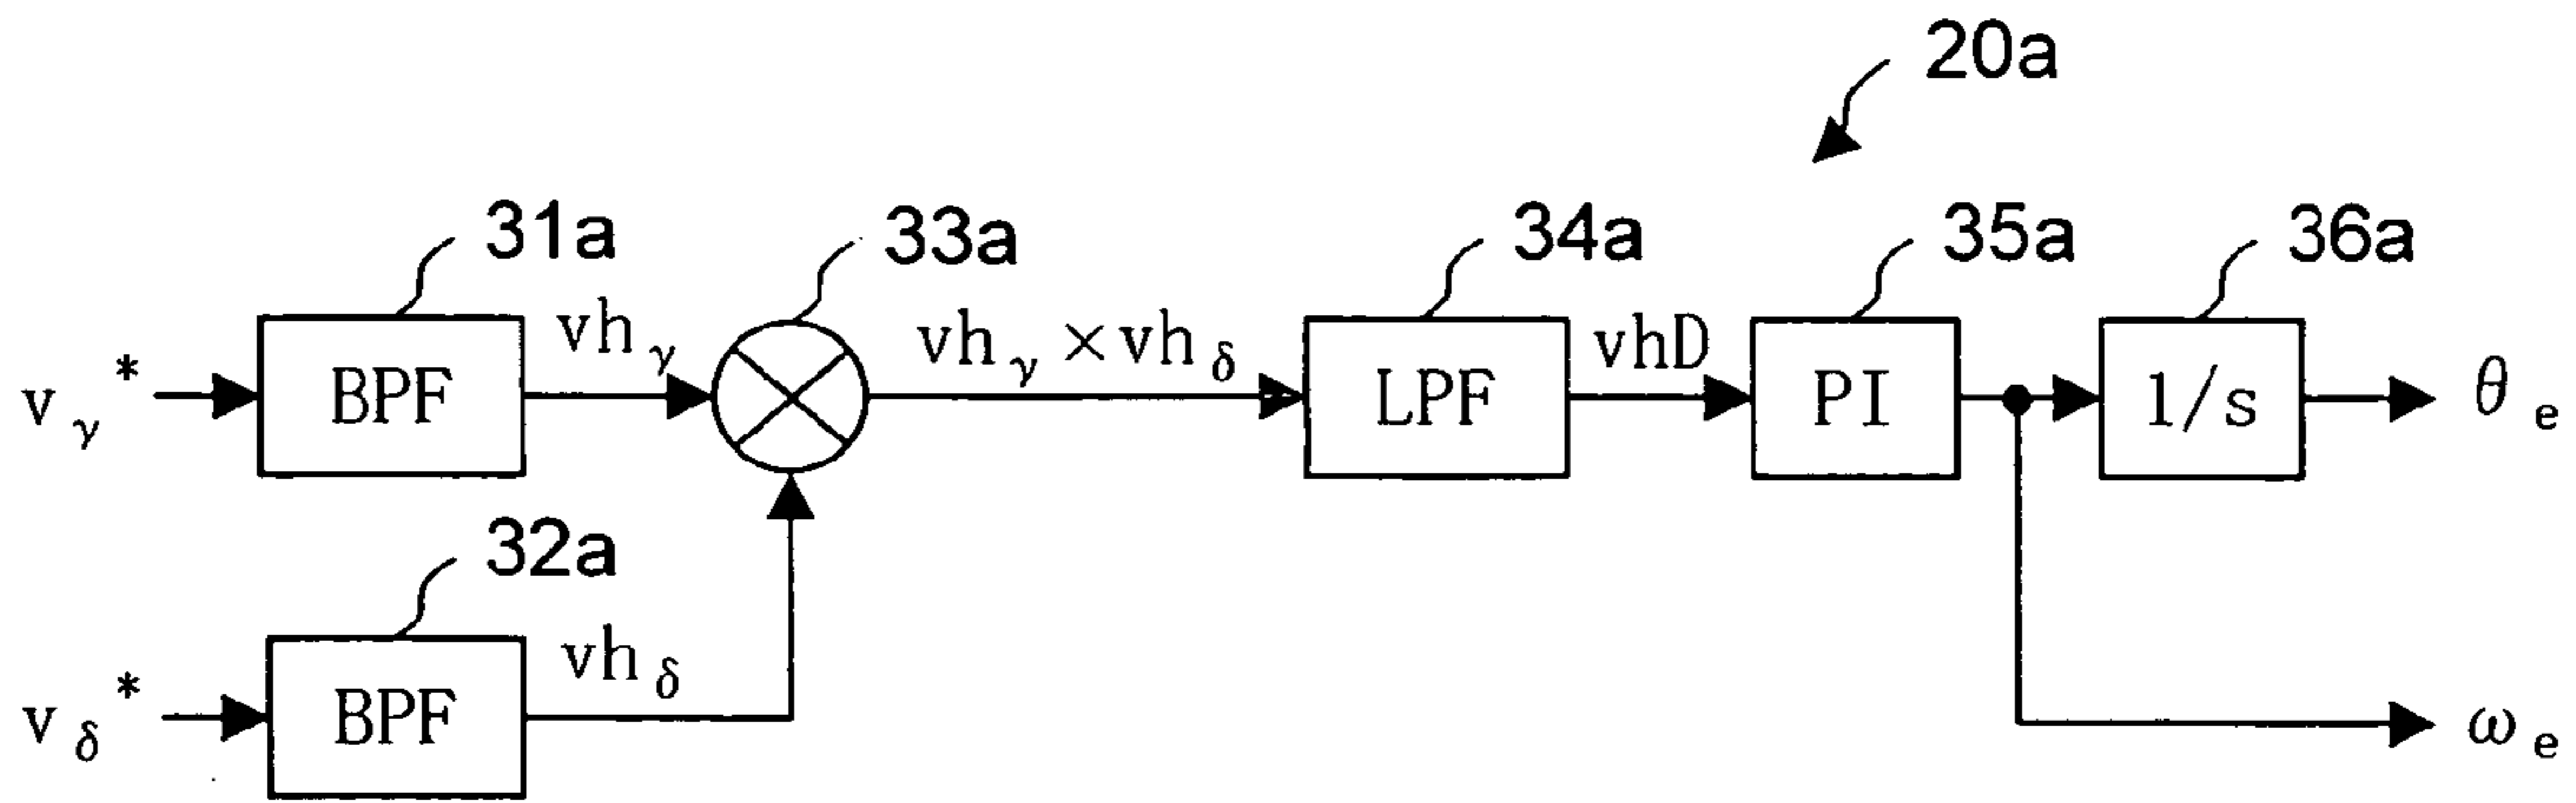 20a
31a
33a
34a
35a
36a
vγ*
BPF
vhγ
vhγ×vhδ
LPF
vhD
PI
1/s
θe
32a
vδ*
BPF
vhδ
ωe